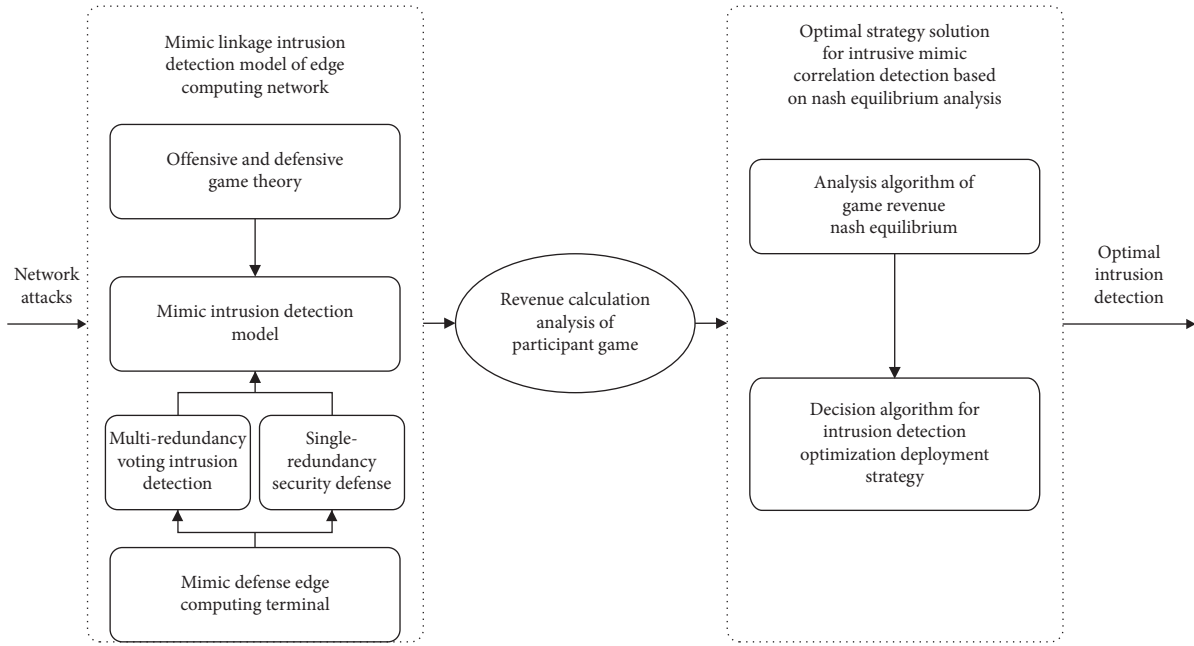 Network
attacks
Mimic linkage intrusion
detection model of edge
computing network
Offensive and defensive
game theory
Mimic intrusion detection
model
Multi-redundancy
voting intrusion
detection
Single-
redundancy
security defense
Mimic defense edge
computing terminal
Revenue calculation
analysis of
participant game
Optimal strategy solution
for intrusive mimic
correlation detection based
on nash equilibrium analysis
Analysis algorithm of
game revenue
nash equilibrium
Decision algorithm for
intrusion detection
optimization deployment
strategy
Optimal
intrusion
detection